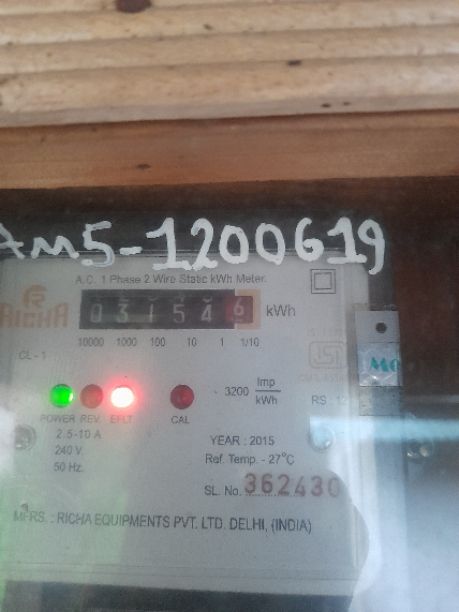 AM5-1200619
A.C. 1 Phase 2 Wire Static kWh Meter.
RICHA
031546 kWh
10000 1000 100 10 1 1/10
CL - 1
3200 Imp/kWh
POWER REV. EFLT CAL
2.5-10 A
240 V
50 Hz.
YEAR : 2015
Ref. Temp. - 27°C
SL. No. 362430
MFRS. : RICHA EQUIPMENTS PVT. LTD. DELHI, (INDIA)